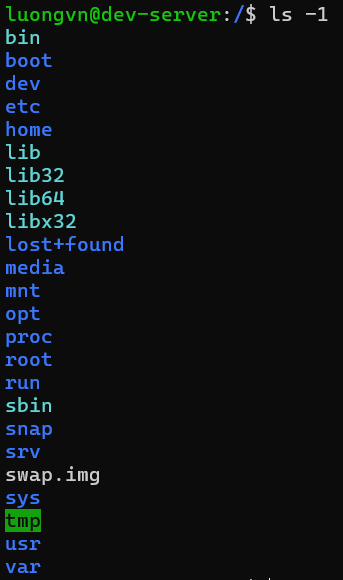 luongvn@dev-server:/$ ls -1
bin
boot
dev
etc
home
lib
lib32
lib64
libx32
lost+found
media
mnt
opt
proc
root
run
sbin
snap
srv
swap.img
sys
tmp
usr
var